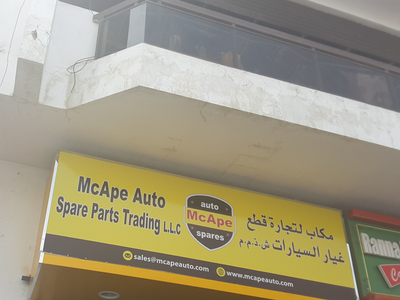 McApe Auto
Spare Parts Trading L.L.C
auto
McApe
spares
مكاب لتجارة قطع
غيار السيارات ش.ذ.م.م
sales@mcapeauto.com
www.mcapeauto.com
Ranna